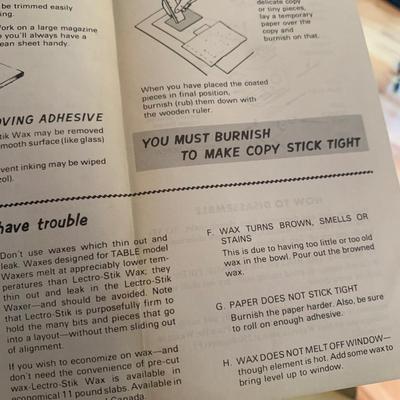 be trimmed easily
ing.
ork on a large magazine
you'll always have a
ean sheet handy.
OVING ADHESIVE
Stik Wax may be removed
mooth surface (like glass)
vent inking may be wiped
zol).
delicate copy
or tiny pieces,
lay a temporary
paper over the
copy and
burnish on that.
When you have placed the coated
pieces in final position,
burnish (rub) them down with
the wooden ruler.
YOU MUST BURNISH
TO MAKE COPY STICK TIGHT
have trouble
Don't use waxes which thin out and
leak. Waxes designed for TABLE model
Waxers melt at appreciably lower tem-
peratures than Lectro-Stik Wax; they
thin out and leak in the Lectro-Stik
Waxer—and should be avoided. Note
that Lectro-Stik is purposefully firm to
hold the many bits and pieces that go
into a layout—without them sliding out
of alignment.
If you wish to economize on wax—and
don't need the convenience of pre-cut
wax-Lectro-Stik Wax is available in
economical 11 pound slabs. Available in
Canada.
F. WAX TURNS BROWN, SMELLS OR
STAINS
This is due to having too little or too old
wax in the bowl. Pour out the browned
wax.
G. PAPER DOES NOT STICK TIGHT
Burnish the paper harder. Also, be sure
to roll on enough adhesive.
H. WAX DOES NOT MELT OFF WINDOW—
though element is hot. Add some wax to
bring level up to window.